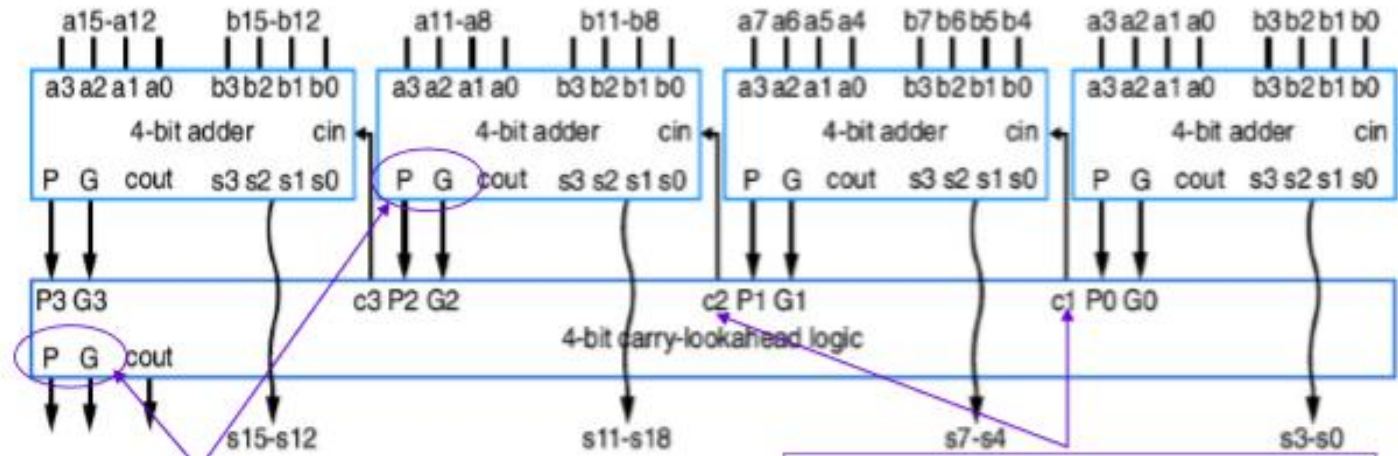 a15-a12 b15-b12 a11-a8 b11-b8 a7 a6 a5 a4 b7 b6 b5 b4 a3 a2 a1 a0 b3 b2 b1 b0
a3 a2 a1 a0 b3 b2 b1 b0 a3 a2 a1 a0 b3 b2 b1 b0 a3 a2 a1 a0 b3 b2 b1 b0 a3 a2 a1 a0 b3 b2 b1 b0
4-bit adder cin 4-bit adder cin 4-bit adder cin 4-bit adder cin
P G cout s3 s2 s1 s0 P G cout s3 s2 s1 s0 P G cout s3 s2 s1 s0 P G cout s3 s2 s1 s0
P3 G3 c3 P2 G2 c2 P1 G1 c1 P0 G0
4-bit carry-lookahead logic
P G cout
s15-s12 s11-s18 s7-s4 s3-s0